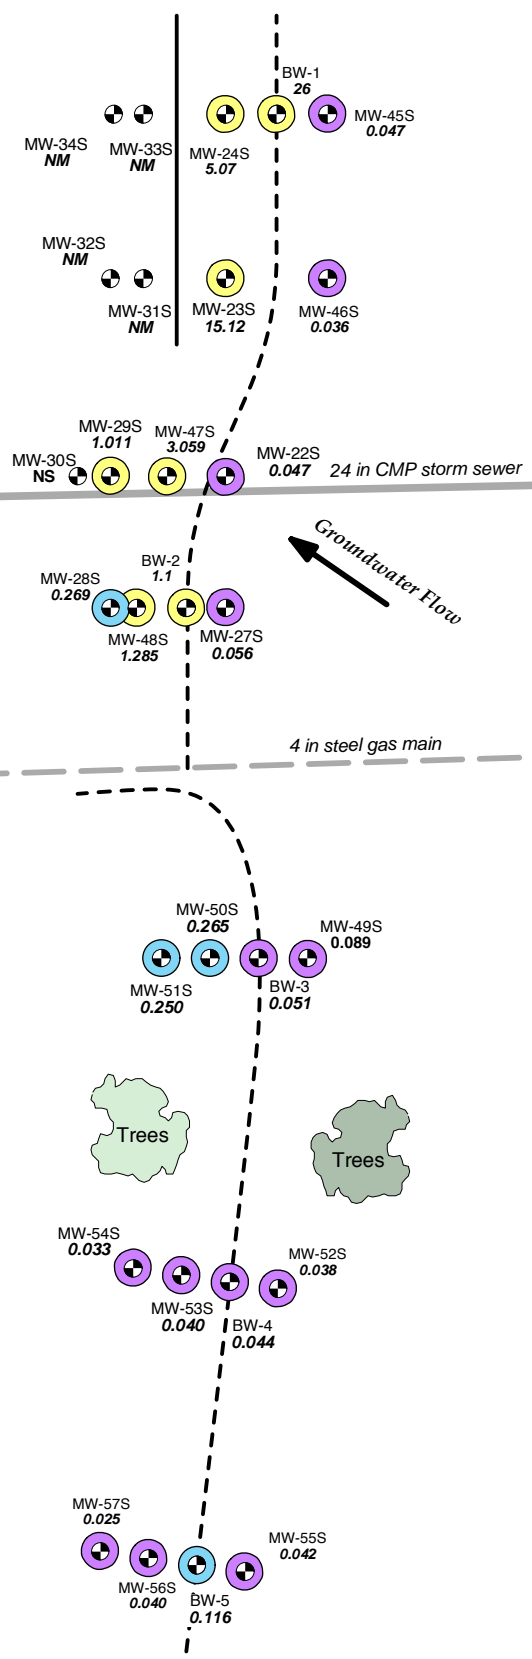 BW-1
26
MW-45S
0.047
MW-34S
NM
MW-33S
NM
MW-24S
5.07
MW-32S
NM
MW-31S
NM
MW-23S
15.12
MW-46S
0.036
MW-29S
1.011
MW-47S
3.059
MW-30S
NS
MW-22S
0.047
24 in CMP storm sewer
Groundwater Flow
BW-2
1.1
MW-28S
0.269
MW-48S
1.285
MW-27S
0.056
4 in steel gas main
MW-50S
0.265
MW-49S
0.089
MW-51S
0.250
BW-3
0.051
Trees
Trees
MW-54S
0.033
MW-52S
0.038
MW-53S
0.040
BW-4
0.044
MW-57S
0.025
MW-55S
0.042
MW-56S
0.040
BW-5
0.116